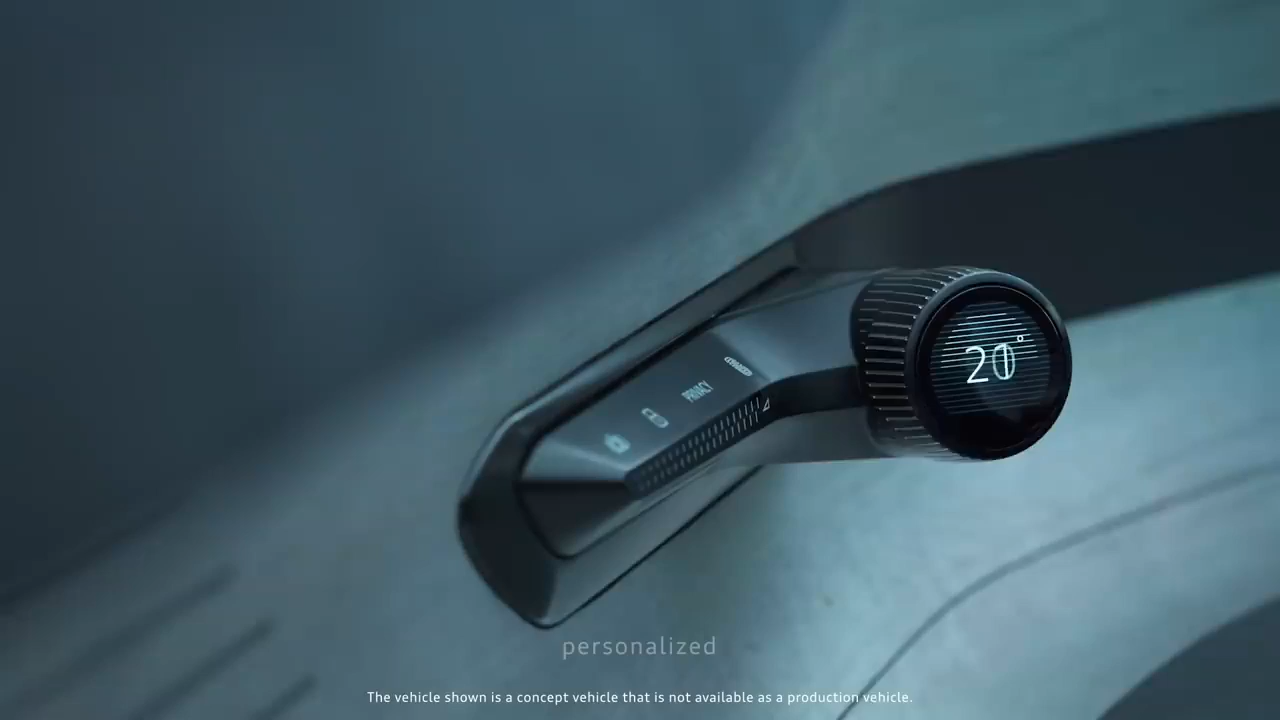 20°
PRIVACY
personalized
The vehicle shown is a concept vehicle that is not available as a production vehicle.